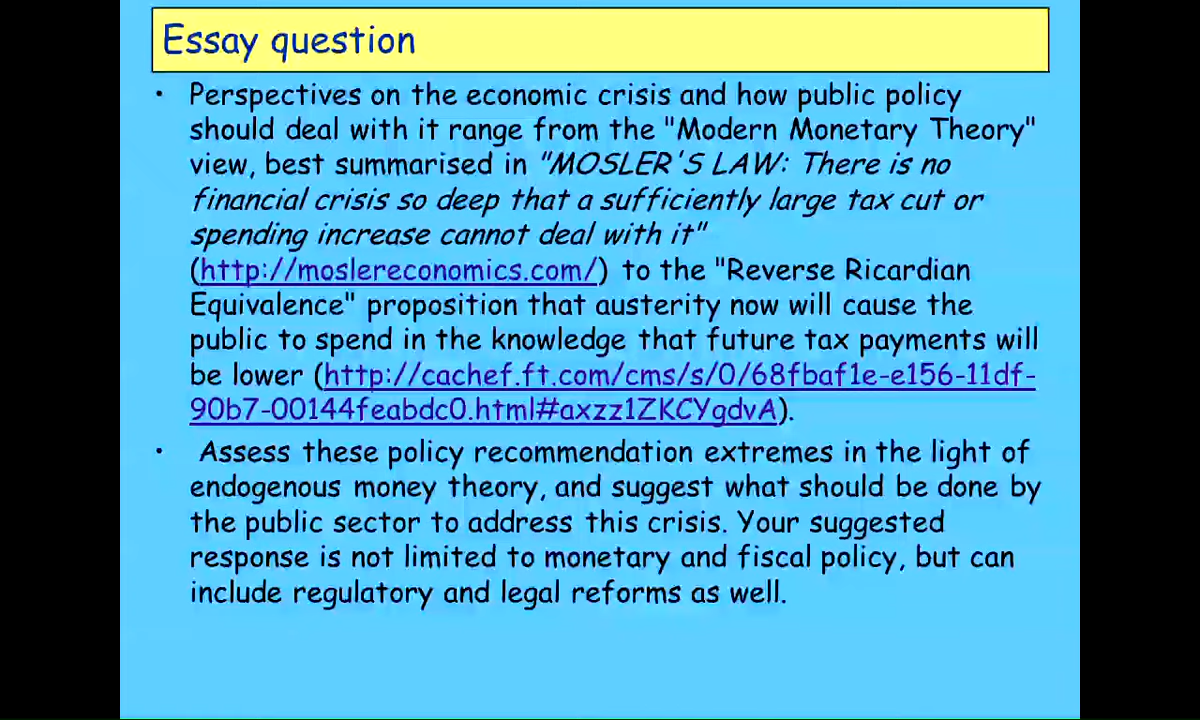 Essay question
• Perspectives on the economic crisis and how public policy
should deal with it range from the "Modern Monetary Theory"
view, best summarised in "MOSLER'S LAW: There is no
financial crisis so deep that a sufficiently large tax cut or
spending increase cannot deal with it"
(http://moslereconomics.com/) to the "Reverse Ricardian
Equivalence" proposition that austerity now will cause the
public to spend in the knowledge that future tax payments will
be lower (http://cachef.ft.com/cms/s/0/68fbaf1e-e156-11df-
90b7-00144feabdc0.html#axzz1ZKCYgdvA).
• Assess these policy recommendation extremes in the light of
endogenous money theory, and suggest what should be done by
the public sector to address this crisis. Your suggested
response is not limited to monetary and fiscal policy, but can
include regulatory and legal reforms as well.